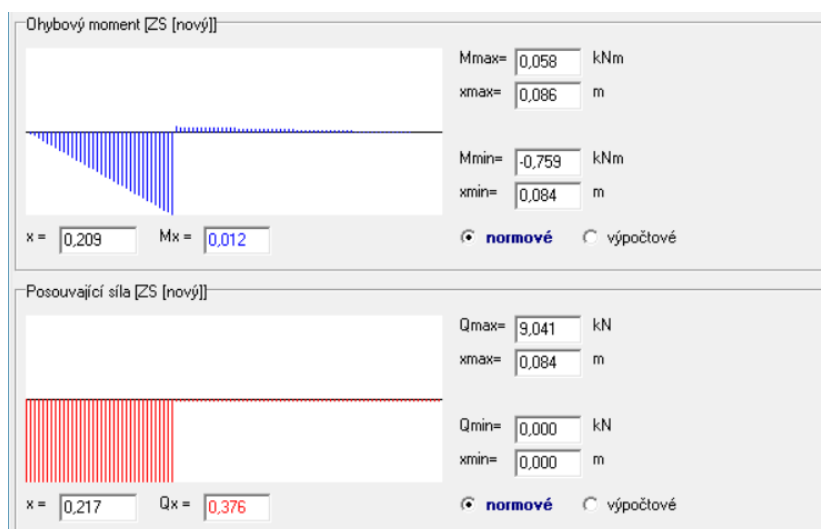 Ohybový moment [ZS [nový]]
Mmax= 0,058 kNm
xmax= 0,086 m
Mmin= -0,759 kNm
xmin= 0,084 m
x = 0,209 Mx = 0,012 normové výpočtové
Posouvající síla [ZS [nový]]
Qmax= 9,041 kN
xmax= 0,084 m
Qmin= 0,000 kN
xmin= 0,000 m
x = 0,217 Qx = 0,376 normové výpočtové